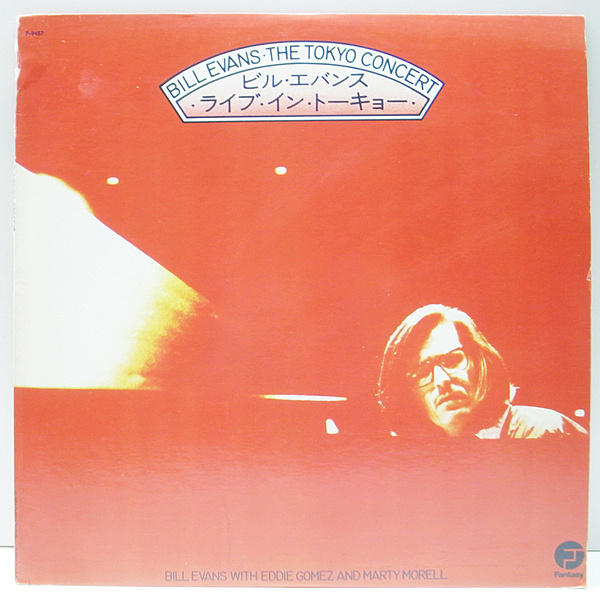 F-9457
BILL EVANS·THE TOKYO CONCERT
ビル·エバンス
·ライブ·イン·トーキョー·
BILL EVANS WITH EDDIE GOMEZ AND MARTY MORELL
Fantasy